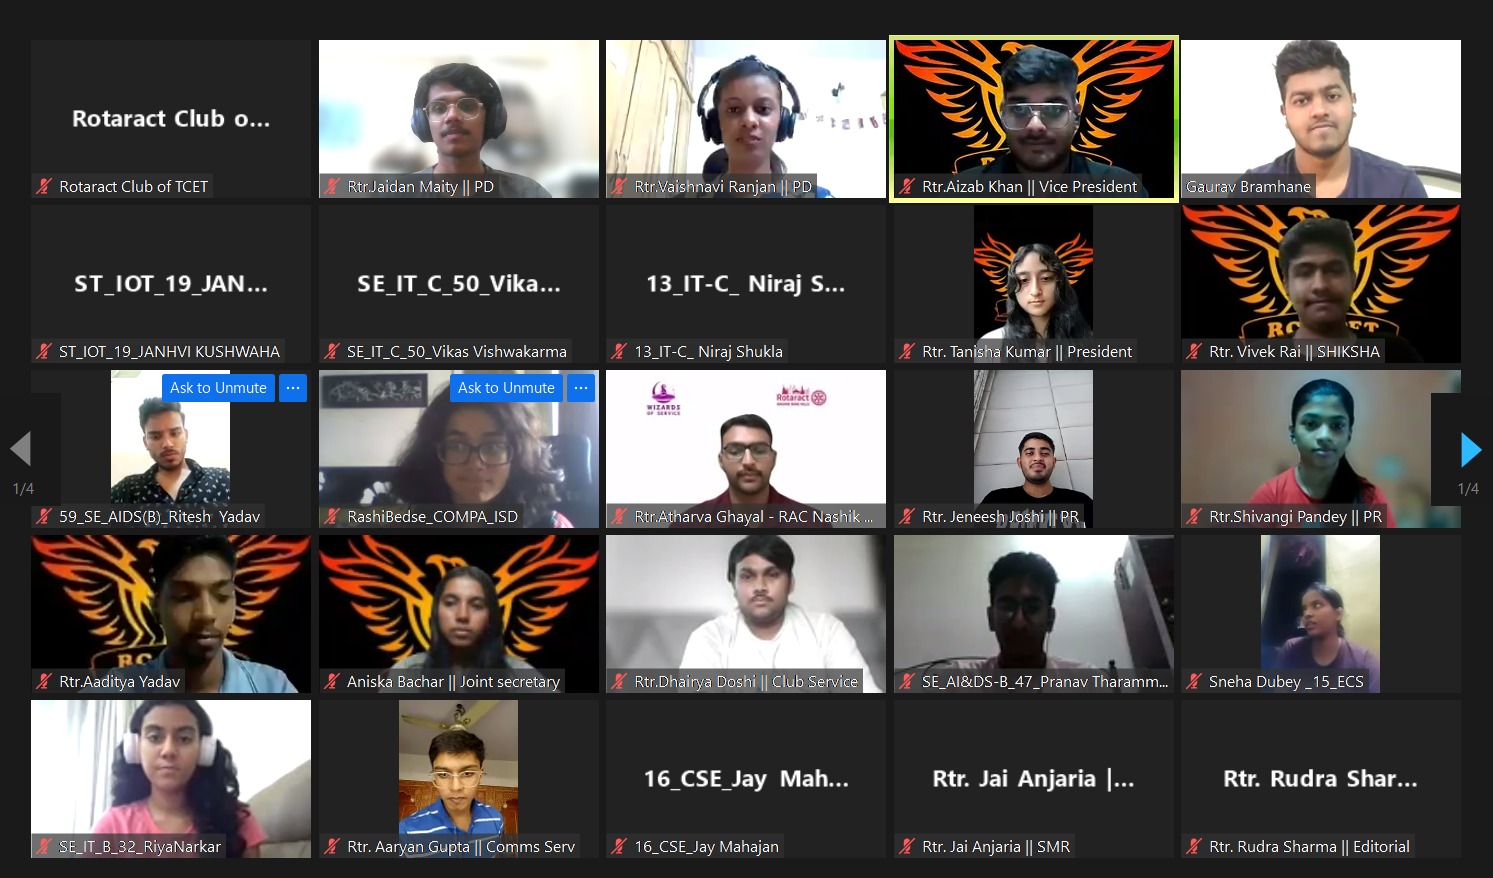 Rotaract Club o...
Rotaract Club of TCET
Rtr.Jaidan Maity || PD
Rtr.Vaishnavi Ranjan || PD
Rtr.Aizab Khan || Vice President
Gaurav Bramhane
ST_IOT_19_JAN...
ST_IOT_19_JANHVI KUSHWAHA
SE_IT_C_50_Vika...
SE_IT_C_50_Vikas Vishwakarma
13_IT-C_ Niraj S...
13_IT-C_ Niraj Shukla
Rtr. Tanisha Kumar || President
Rtr. Vivek Rai || SHIKSHA
Ask to Unmute ...
59_SE_AIDS(B)_Ritesh Yadav
Ask to Unmute ...
RashiBedse_COMPA_ISD
WIZARDS
OF SERVICE
Rotaract
Rtr.Atharva Ghayal - RAC Nashik ...
Rtr. Jeneesh Joshi || PR
Rtr.Shivangi Pandey || PR
1/4
1/4
Rtr.Aaditya Yadav
Aniska Bachar || Joint secretary
Rtr.Dhairya Doshi || Club Service
SE_AI&DS-B_47_Pranav Tharamm...
Sneha Dubey _15_ECS
SE_IT_B_32_RiyaNarkar
Rtr. Aaryan Gupta || Comms Serv
16_CSE_Jay Mah...
16_CSE_Jay Mahajan
Rtr. Jai Anjaria |...
Rtr. Jai Anjaria || SMR
Rtr. Rudra Shar...
Rtr. Rudra Sharma || Editorial